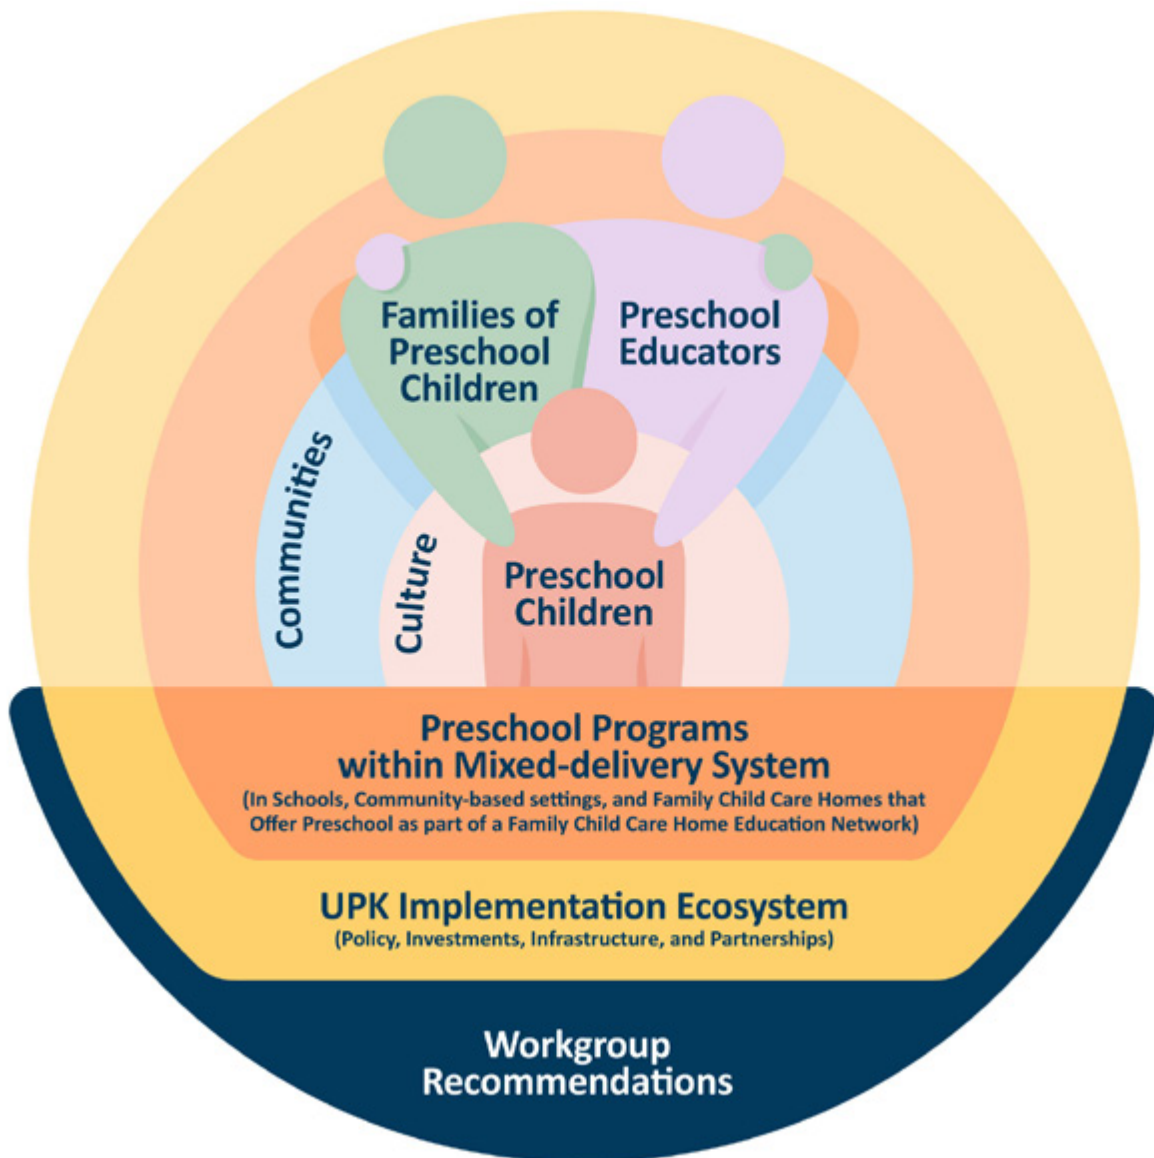 Families of
Preschool
Children
Preschool
Educators
Communities
Culture
Preschool
Children
Preschool Programs
within Mixed-delivery System
(In Schools, Community-based settings, and Family Child Care Homes that
Offer Preschool as part of a Family Child Care Home Education Network)
UPK Implementation Ecosystem
(Policy, Investments, Infrastructure, and Partnerships)
Workgroup
Recommendations